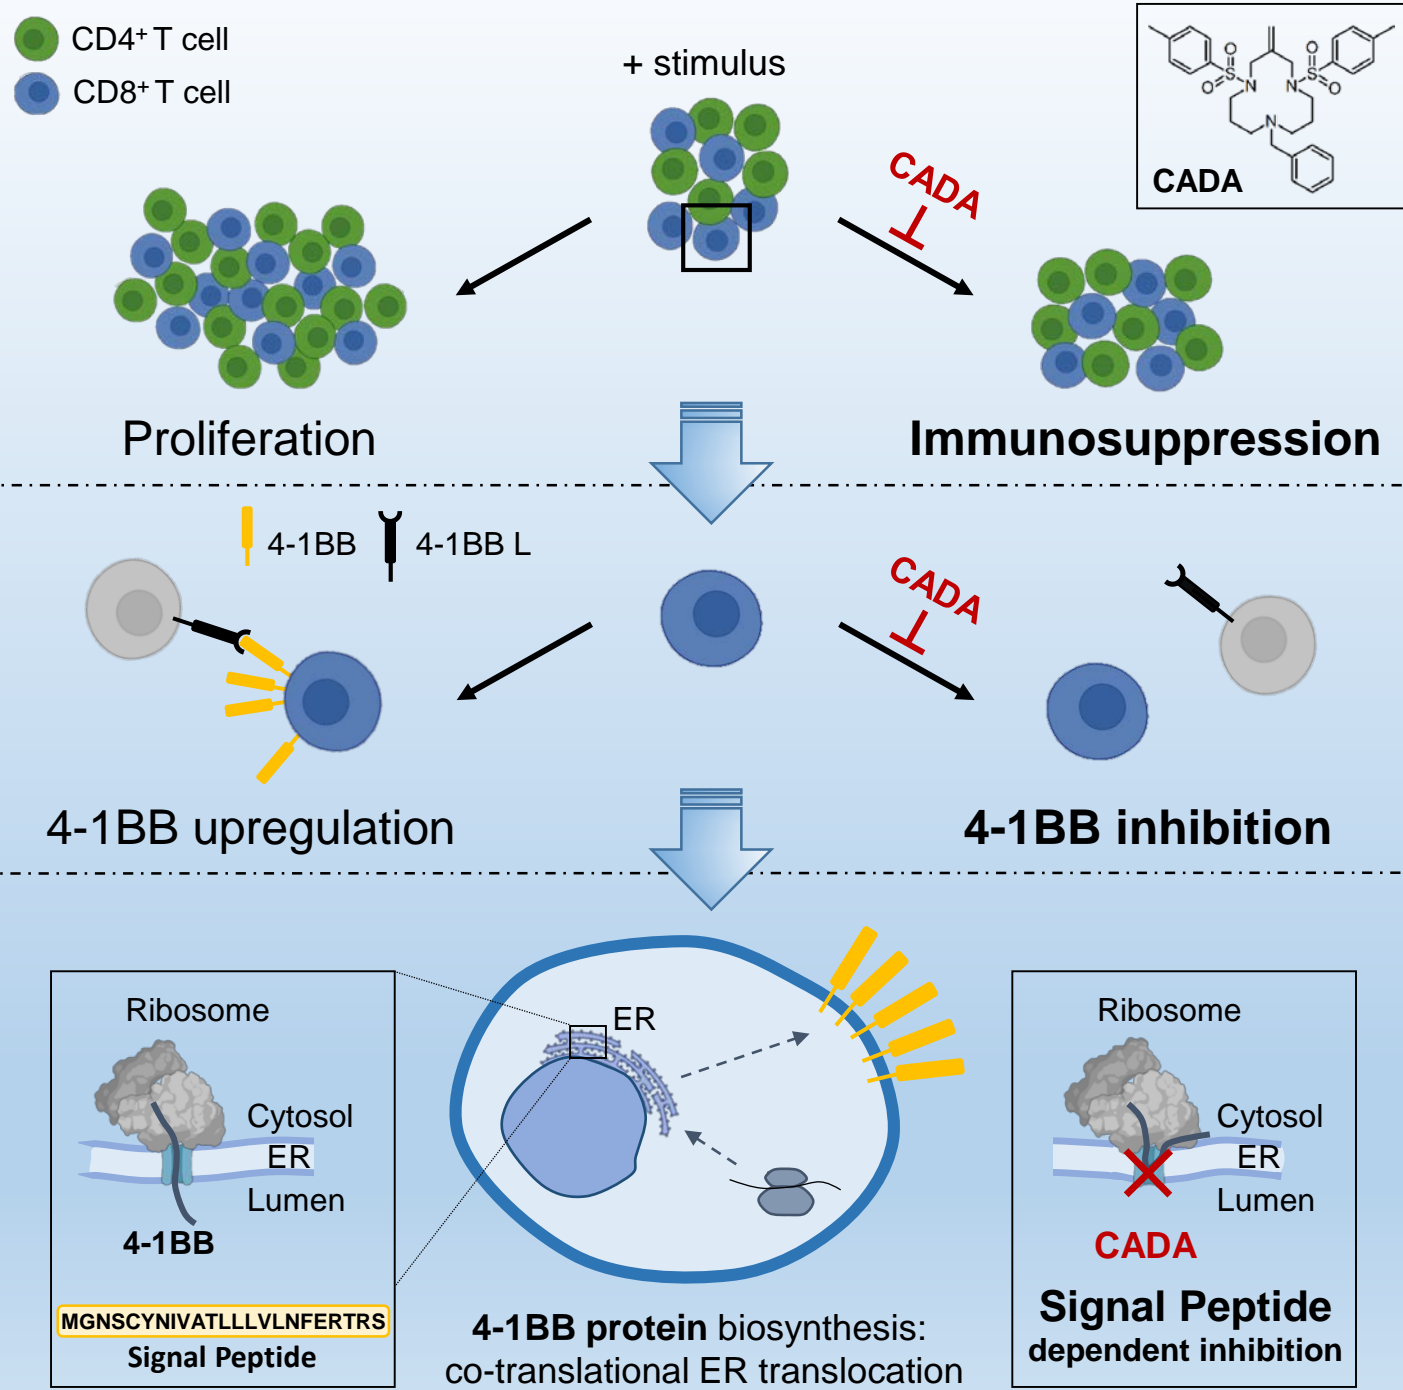 CD4⁺ T cell
CD8⁺ T cell
+ stimulus
CADA
O
S
O
N
N
O
S
O
N
CADA
Proliferation
Immunosuppression
4-1BB
4-1BB L
CADA
4-1BB upregulation
4-1BB inhibition
Ribosome
Cytosol
ER
Lumen
4-1BB
MGNSCYNIVATLLLVLNFERTRS
Signal Peptide
ER
4-1BB protein biosynthesis:
co-translational ER translocation
Ribosome
Cytosol
ER
Lumen
CADA
Signal Peptide
dependent inhibition